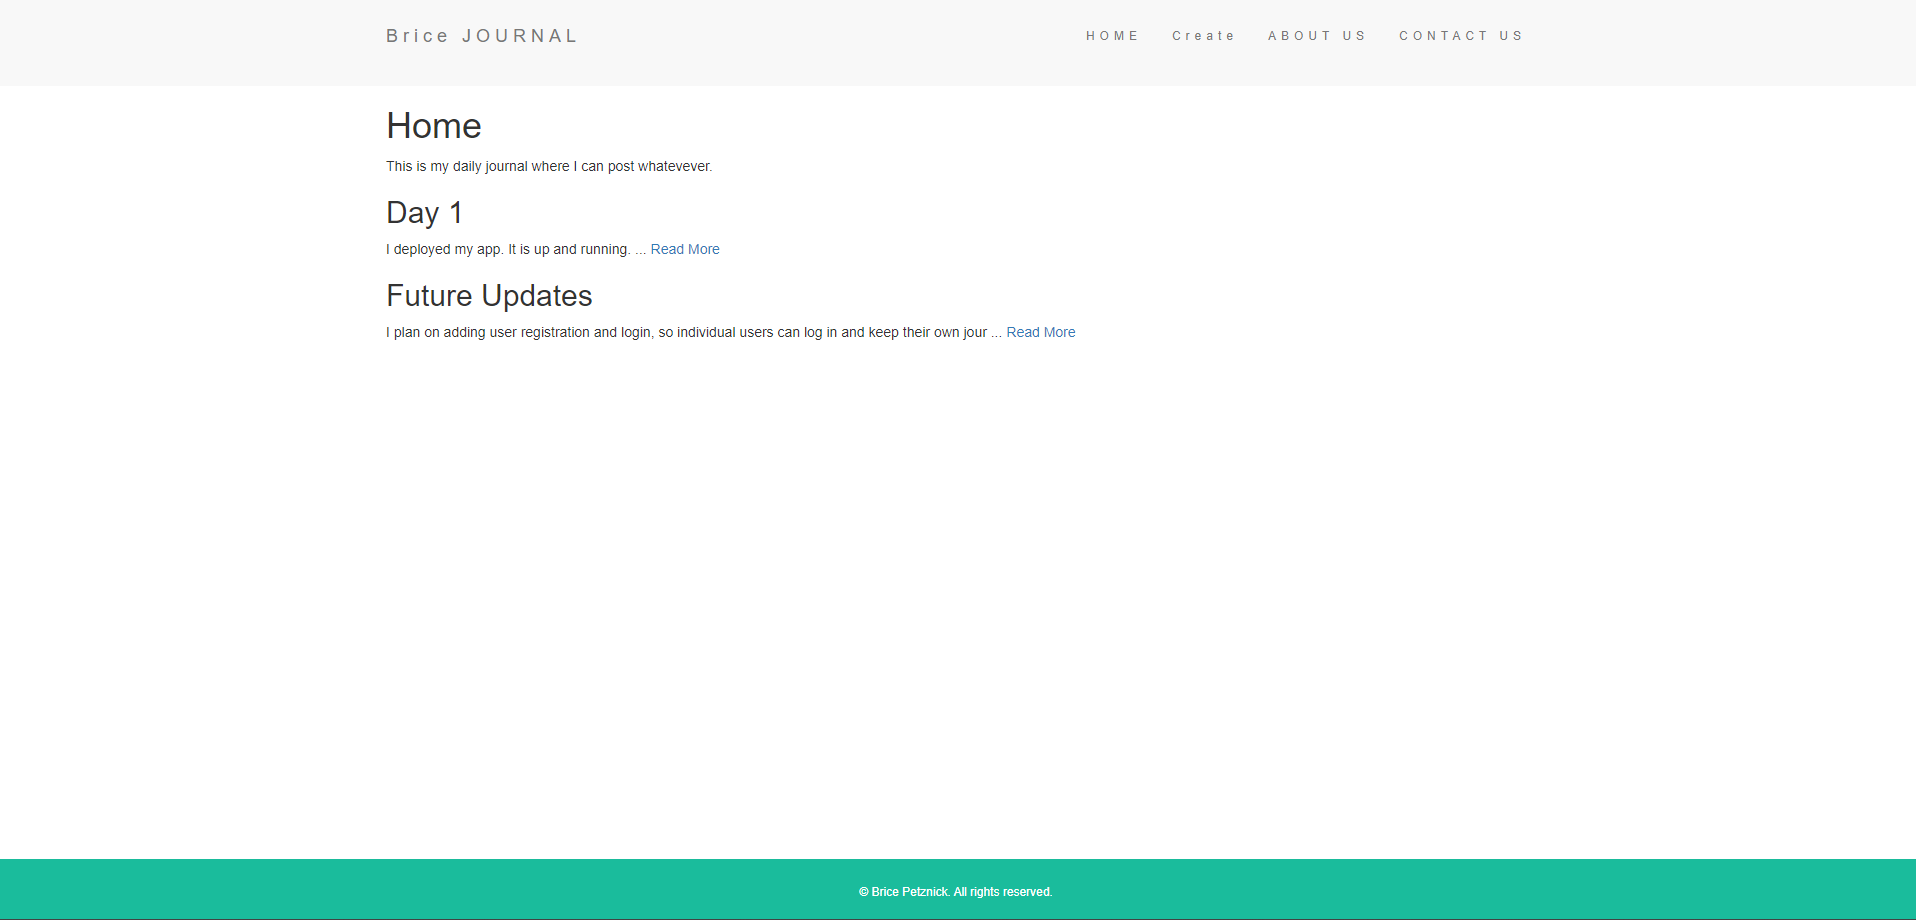 Brice JOURNAL
HOME Create ABOUT US CONTACT US
Home
This is my daily journal where I can post whatevever.
Day 1
I deployed my app. It is up and running. ... Read More
Future Updates
I plan on adding user registration and login, so individual users can log in and keep their own jour ... Read More
© Brice Petznick. All rights reserved.